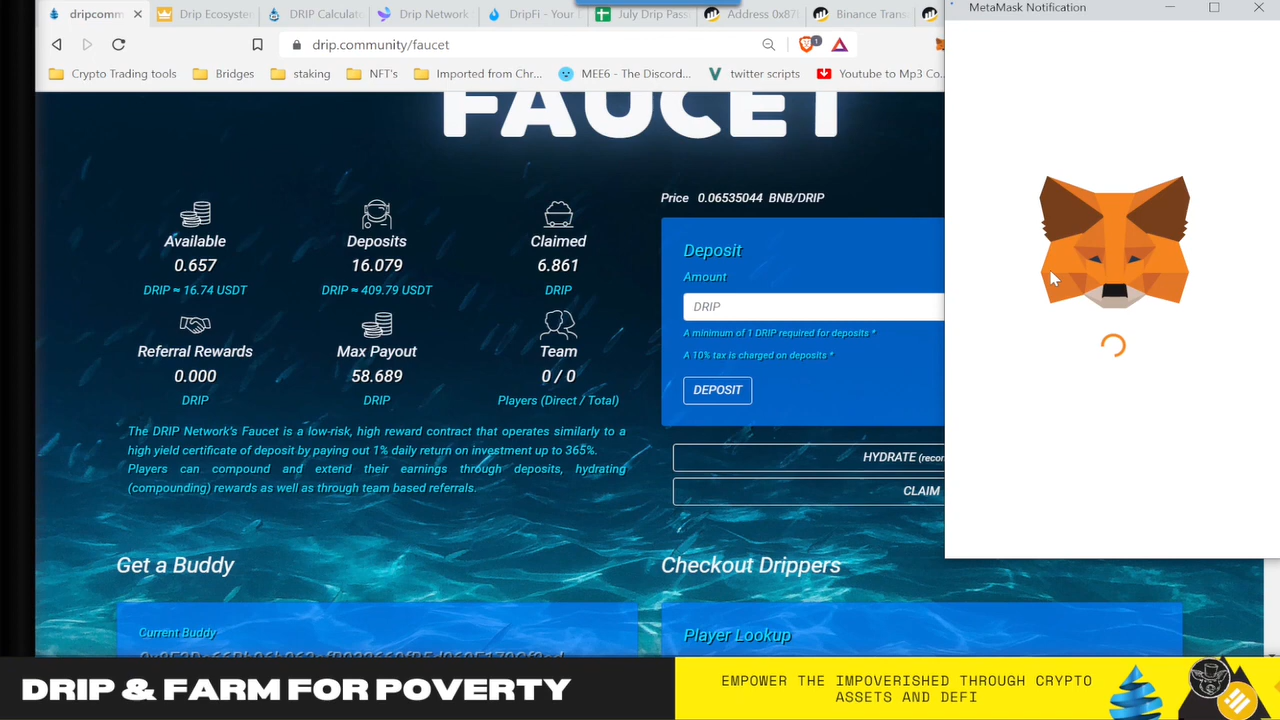 dripcomm
Drip Ecosyste
DRIP Calculato
Drip Network
DripFi - Your
July Drip Pass
Address 0x87
Binance Trans
drip.community/faucet
1
Crypto Trading tools
Bridges
staking
NFT's
Imported from Chr...
MEE6 - The Discord...
twitter scripts
Youtube to Mp3 Co...
MetaMask Notification
FAUCET
Available
0.657
DRIP ≈ 16.74 USDT
Deposits
16.079
DRIP ≈ 409.79 USDT
Claimed
6.861
DRIP
Referral Rewards
0.000
DRIP
Max Payout
58.689
DRIP
Team
0 / 0
Players (Direct / Total)
The DRIP Network's Faucet is a low-risk, high reward contract that operates similarly to a
high yield certificate of deposit by paying out 1% daily return on investment up to 365%.
Players can compound and extend their earnings through deposits, hydrating
(compounding) rewards as well as through team based referrals.
Price 0.06535044 BNB/DRIP
Deposit
Amount
DRIP
A minimum of 1 DRIP required for deposits *
A 10% tax is charged on deposits *
DEPOSIT
HYDRATE (recom
CLAIM
Get a Buddy
Current Buddy
Checkout Drippers
Player Lookup
DRIP & FARM FOR POVERTY
EMPOWER THE IMPOVERISHED THROUGH CRYPTO
ASSETS AND DEFI